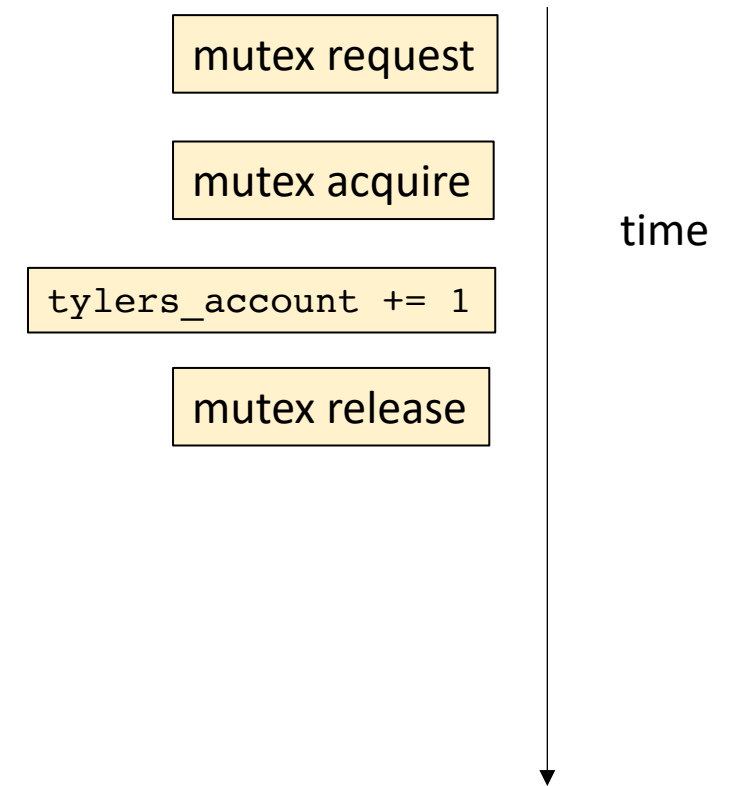 mutex request
mutex acquire
time
tylers_account += 1
mutex release